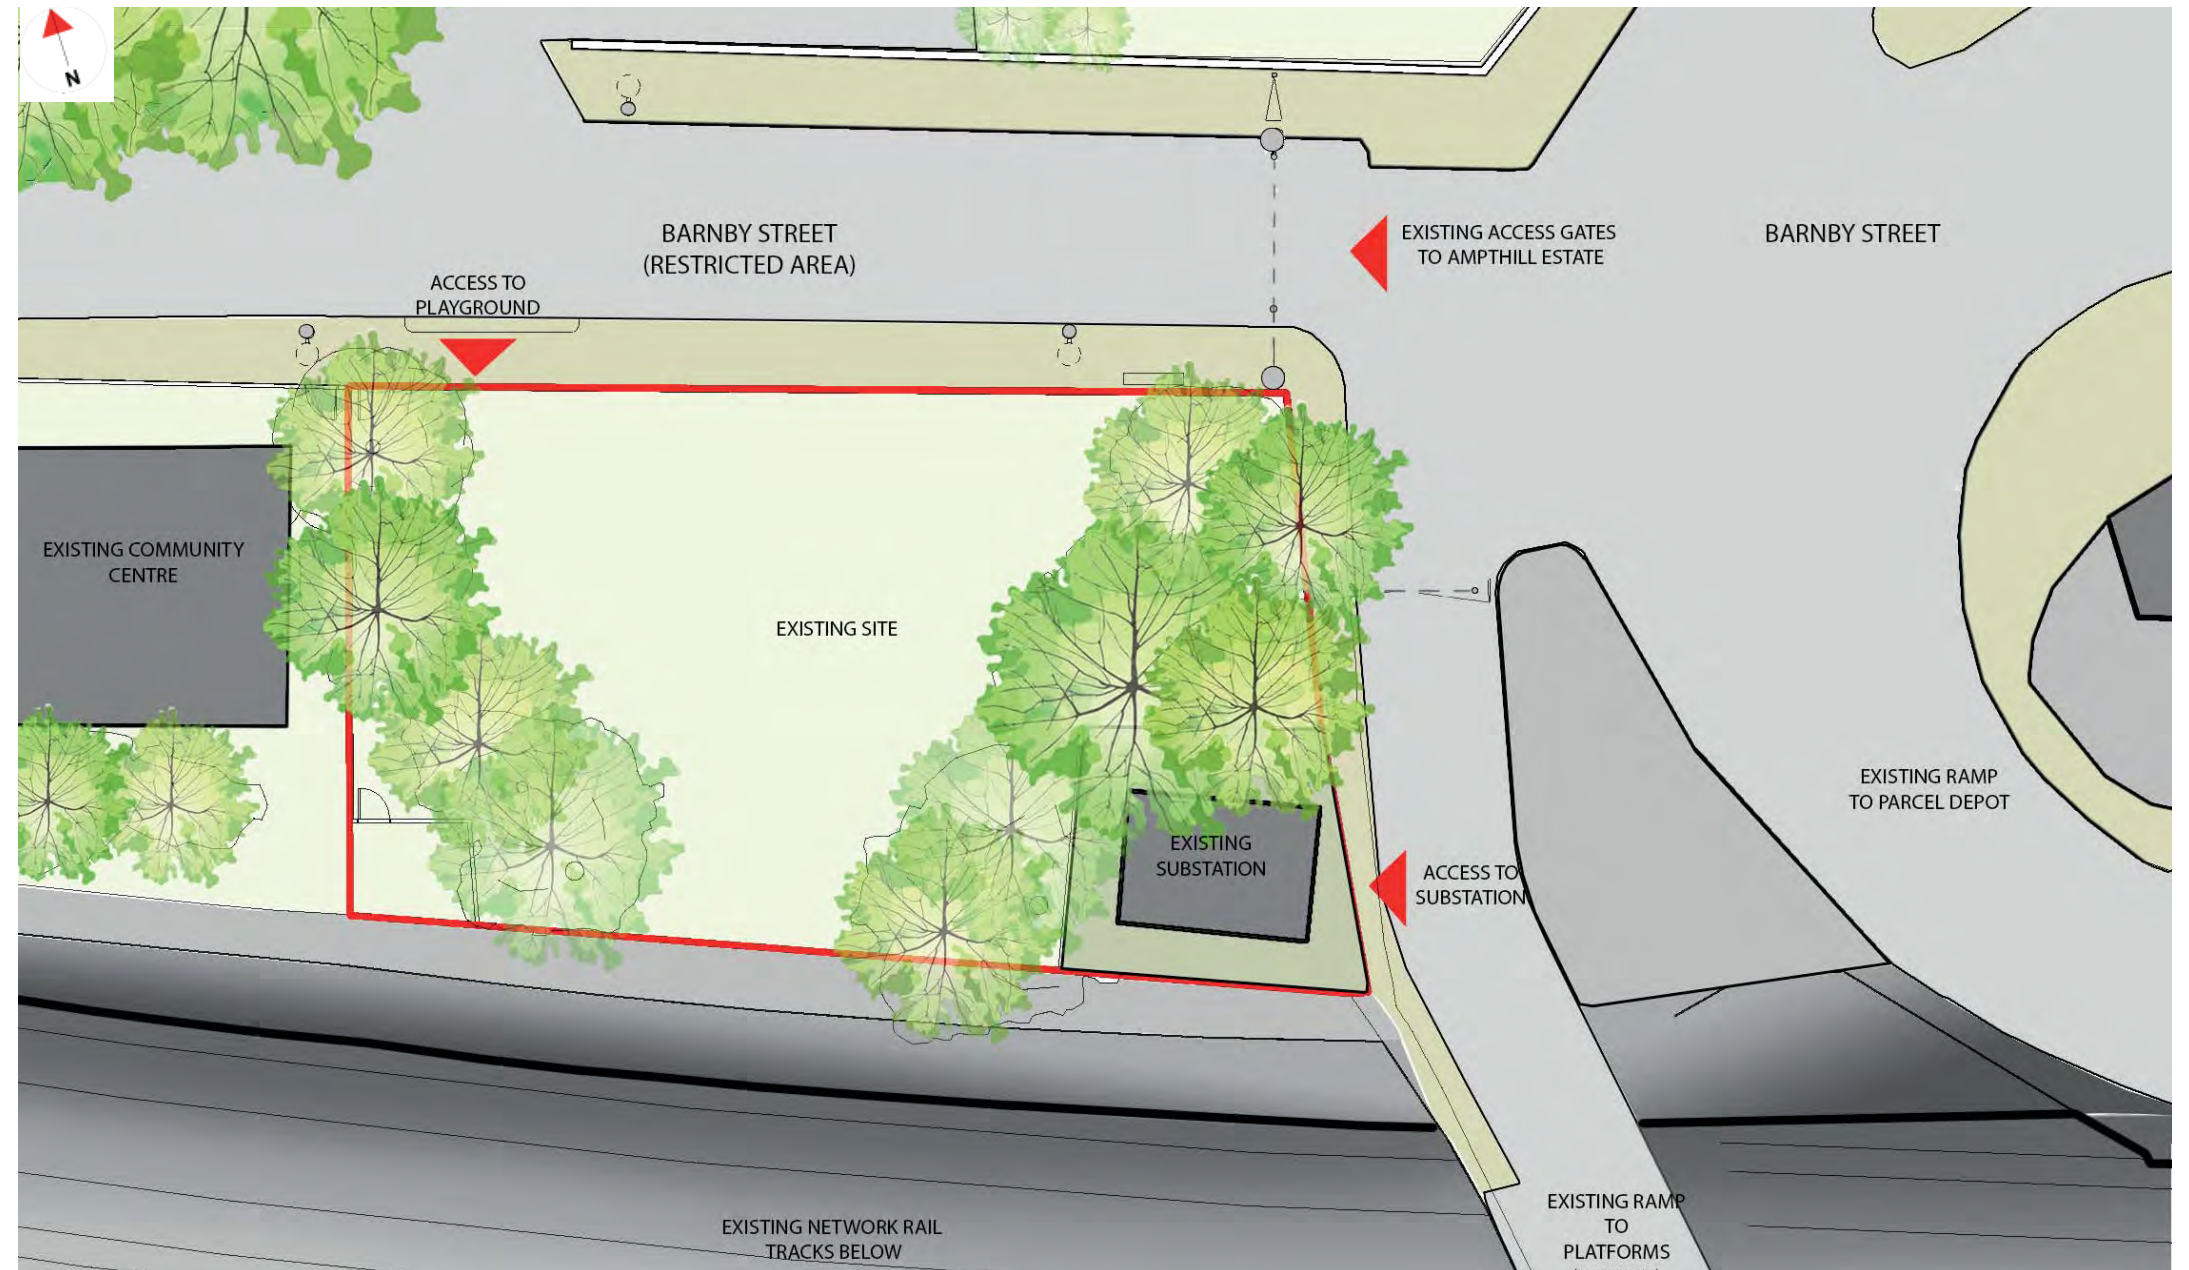 N
BARNBY STREET
(RESTRICTED AREA)
EXISTING ACCESS GATES
TO AMPTHILL ESTATE
BARNBY STREET
ACCESS TO
PLAYGROUND
EXISTING COMMUNITY
CENTRE
EXISTING SITE
EXISTING RAMP
TO PARCEL DEPOT
EXISTING
SUBSTATION
ACCESS TO
SUBSTATION
EXISTING NETWORK RAIL
TRACKS BELOW
EXISTING RAMP
TO
PLATFORMS